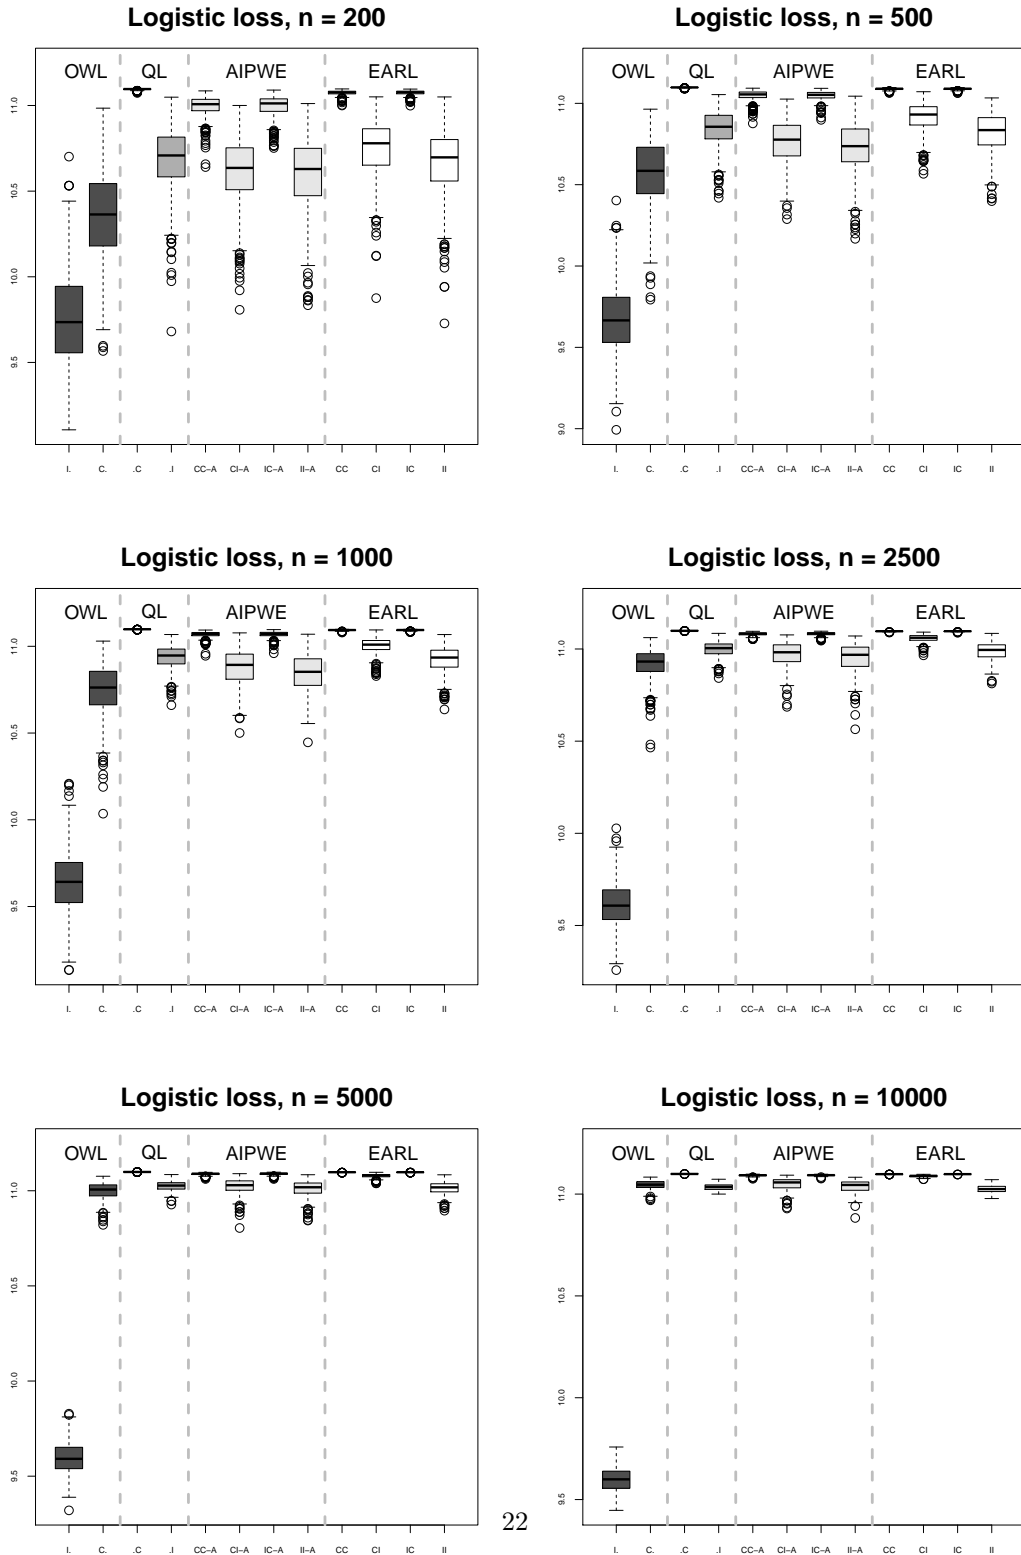 Logistic loss, n = 200
OWL QL AIPWE EARL
11.0
10.5
10.0
9.5
I. C. .C .I CC−A CI−A IC−A II−A CC CI IC II
Logistic loss, n = 500
OWL QL AIPWE EARL
11.0
10.5
10.0
9.5
9.0
I. C. .C .I CC−A CI−A IC−A II−A CC CI IC II
Logistic loss, n = 1000
OWL QL AIPWE EARL
11.0
10.5
10.0
9.5
I. C. .C .I CC−A CI−A IC−A II−A CC CI IC II
Logistic loss, n = 2500
OWL QL AIPWE EARL
11.0
10.5
10.0
9.5
I. C. .C .I CC−A CI−A IC−A II−A CC CI IC II
Logistic loss, n = 5000
OWL QL AIPWE EARL
11.0
10.5
10.0
9.5
I. C. .C .I CC−A CI−A IC−A II−A CC CI IC II
Logistic loss, n = 10000
OWL QL AIPWE EARL
11.0
10.5
10.0
9.5
I. C. .C .I CC−A CI−A IC−A II−A CC CI IC II
22